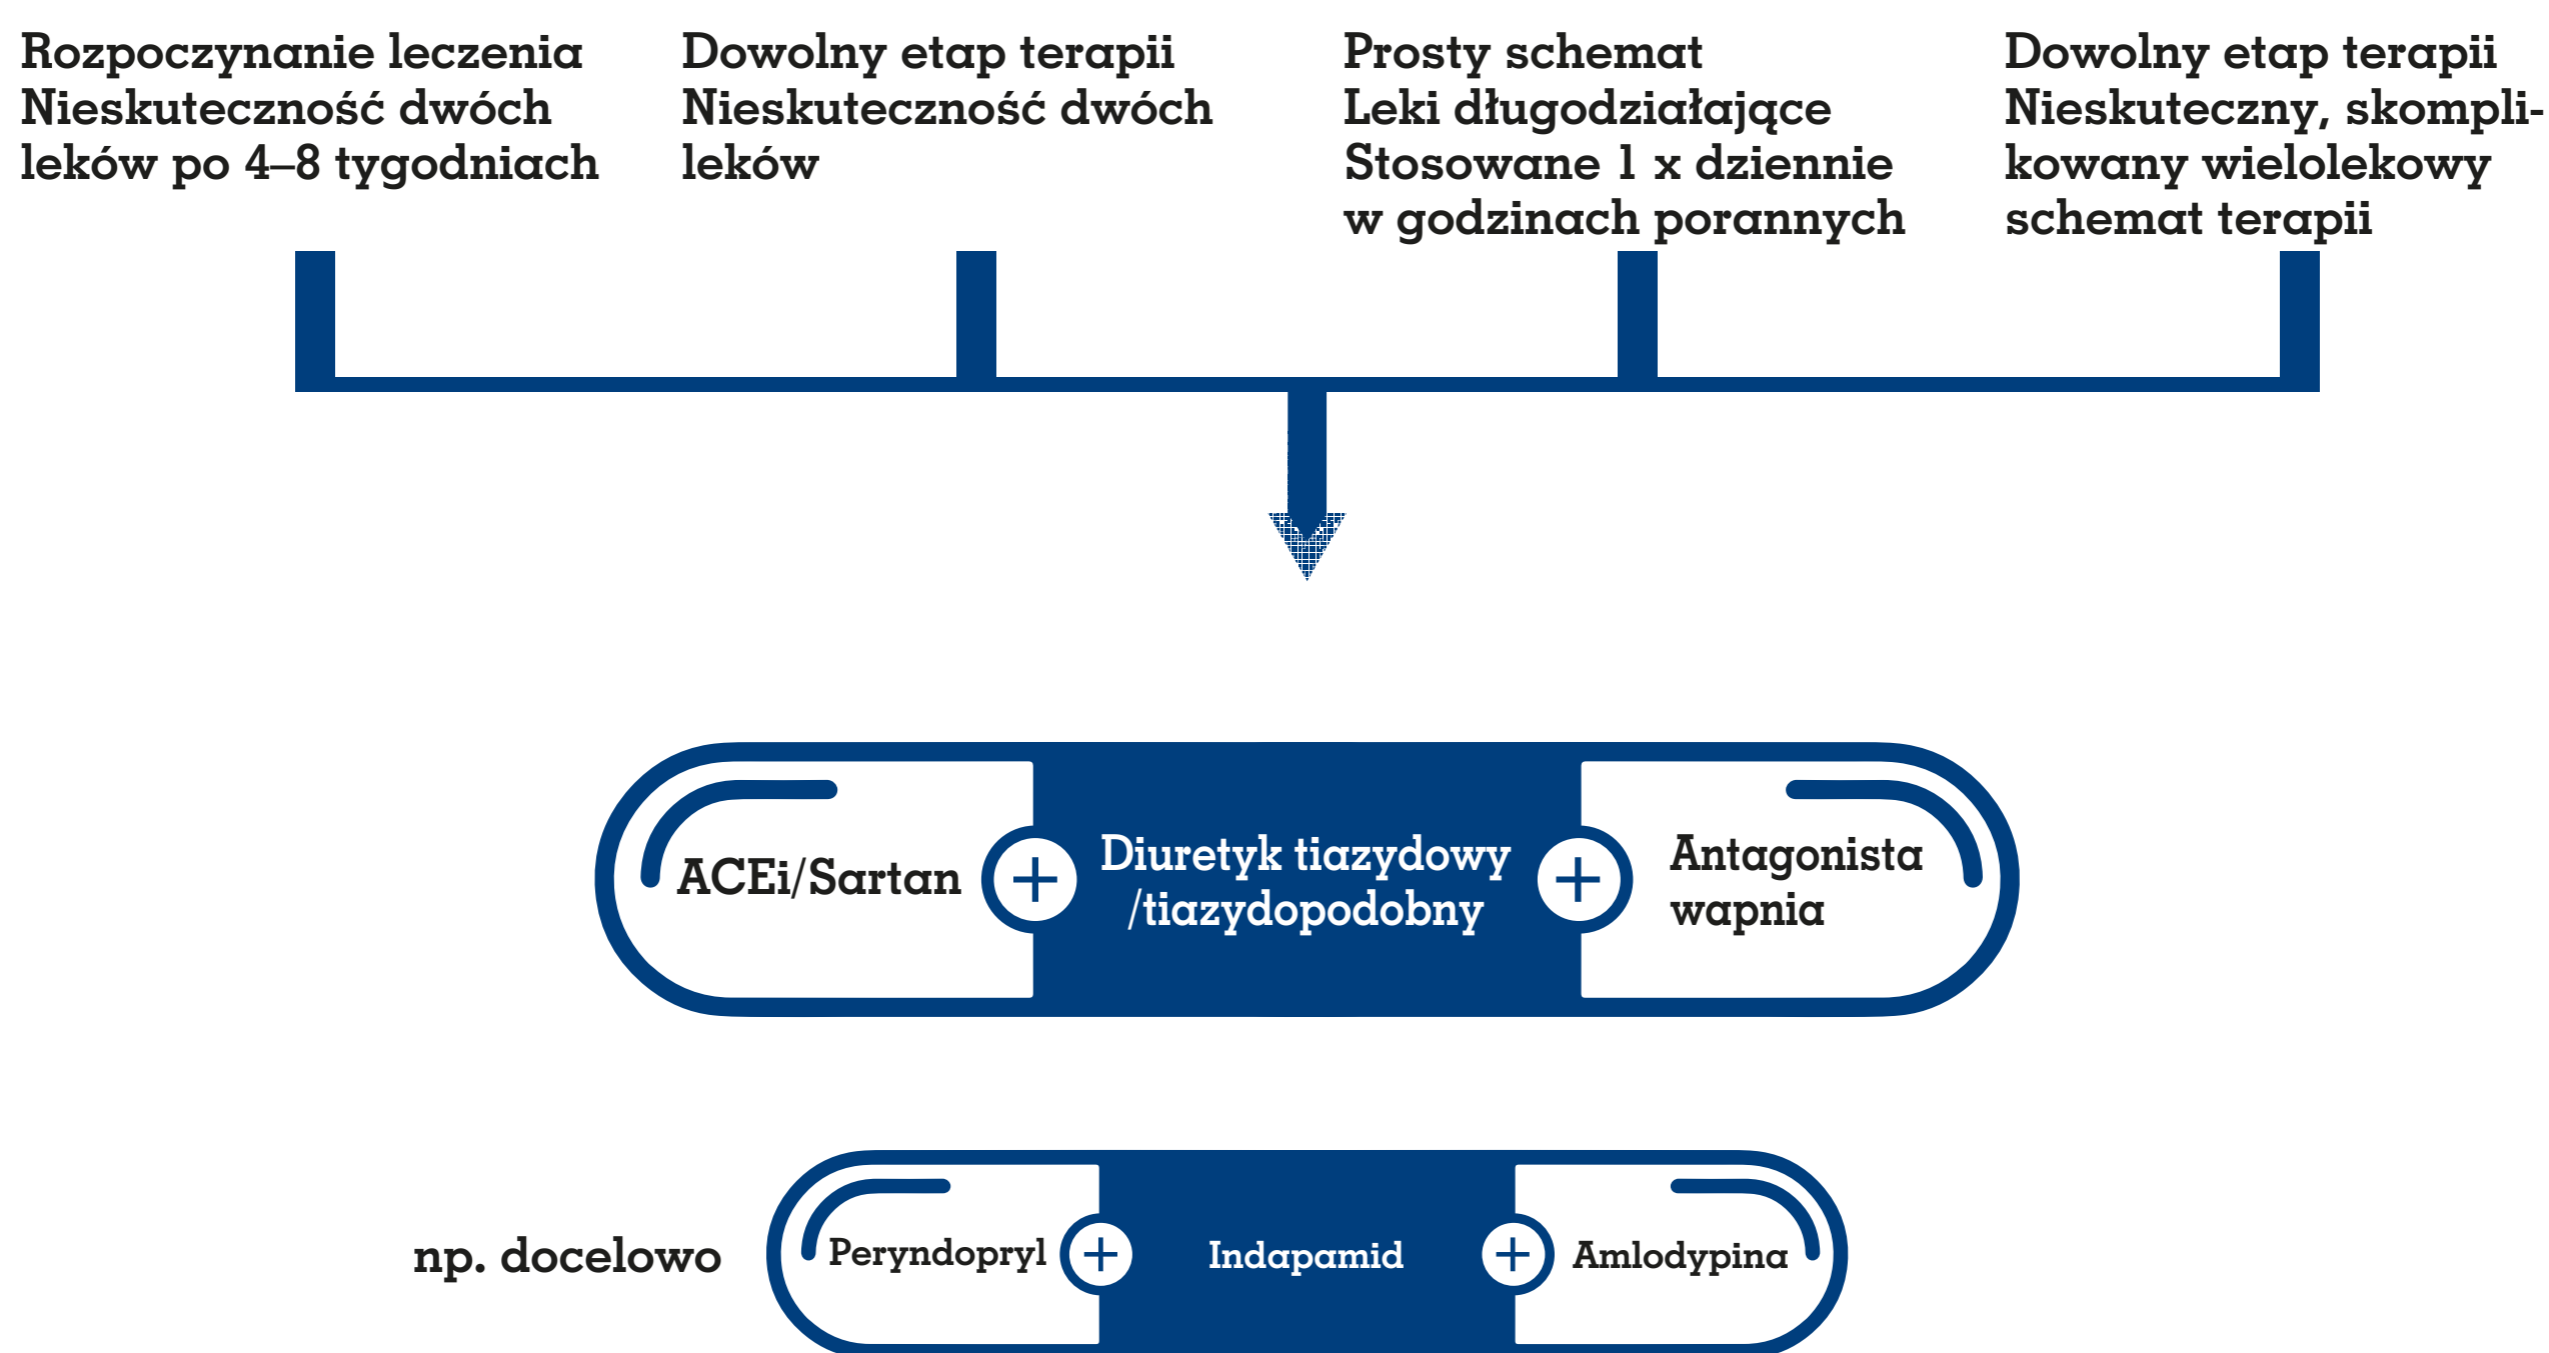 Rozpoczynanie leczenia
Nieskuteczność dwóch
leków po 4–8 tygodniach
Dowolny etap terapii
Nieskuteczność dwóch
leków
Prosty schemat
Leki długodziałające
Stosowane 1 x dziennie
w godzinach porannych
Dowolny etap terapii
Nieskuteczny, skompli-
kowany wielolekowy
schemat terapii
ACEi/Sartan
+
Diuretyk tiazydowy
/tiazydopodobny
+
Antagonista
wapnia
np. docelowo
Peryndopryl
+
Indapamid
+
Amlodypina